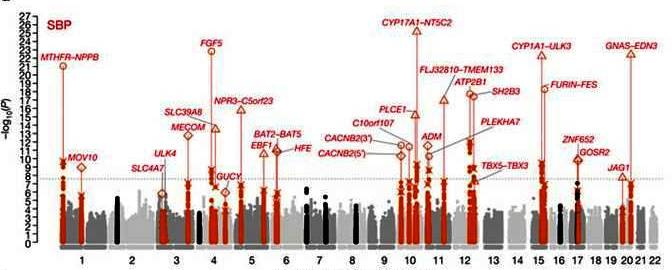 SBP
CYP17A1–NT5C2
FGF5
MTHFR–NPPB
CYP1A1–ULK3
GNAS–EDN3
FLJ32810–TMEM133
ATP2B1
SH2B3
FURIN–FES
NPR3–C5orf23
SLC39A8
PLCE1
MECOM
C10orf107
PLEKHA7
BAT2–BAT5
ADM
CACNB2(3')
ZNF652
EBF1
HFE
CACNB2(5')
GOSR2
MOV10
ULK4
TBX5–TBX3
SLC4A7
GUCY
JAG1
–log10(P)
27
26
25
24
23
22
21
20
19
18
17
16
15
14
13
12
11
10
9
8
7
6
5
4
3
2
1
0
1 2 3 4 5 6 7 8 9 10 11 12 13 14 15 16 17 18 19 20 21 22